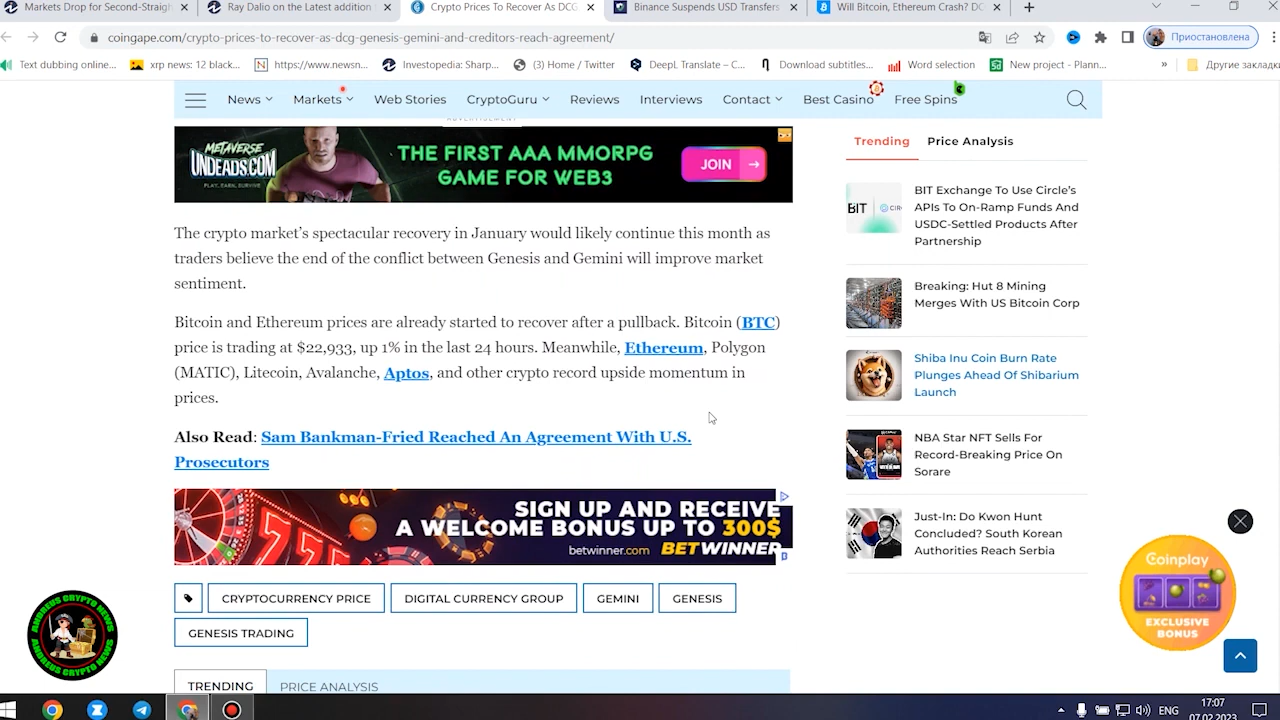 Markets Drop for Second-Straigh
Ray Dalio on the Latest addition
Crypto Prices To Recover As DCG,
Binance Suspends USD Transfers
Will Bitcoin, Ethereum Crash? DC
coingape.com/crypto-prices-to-recover-as-dcg-genesis-gemini-and-creditors-reach-agreement/
Приостановлена
Text dubbing online...
xrp news: 12 black...
https://www.newsn...
Investopedia: Sharp...
(3) Home / Twitter
DeepL Translate – C...
Download subtitles...
Word selection
New project - Plann...
»
Другие закладки
News
Markets
Web Stories
CryptoGuru
Reviews
Interviews
Contact
Best Casino
Free Spins
ADVERTISEMENT
METAVERSE
UNDEADS.COM
PLAY. EARN. SURVIVE.
THE FIRST AAA MMORPG
GAME FOR WEB3
JOIN →
The crypto market's spectacular recovery in January would likely continue this month as
traders believe the end of the conflict between Genesis and Gemini will improve market
sentiment.
Bitcoin and Ethereum prices are already started to recover after a pullback. Bitcoin (BTC)
price is trading at $22,933, up 1% in the last 24 hours. Meanwhile, Ethereum, Polygon
(MATIC), Litecoin, Avalanche, Aptos, and other crypto record upside momentum in
prices.
Also Read: Sam Bankman-Fried Reached An Agreement With U.S.
Prosecutors
SIGN UP AND RECEIVE
A WELCOME BONUS UP TO 300$
betwinner.com BETWINNER
CRYPTOCURRENCY PRICE
DIGITAL CURRENCY GROUP
GEMINI
GENESIS
GENESIS TRADING
TRENDING
PRICE ANALYSIS
Trending
Price Analysis
BIT Exchange To Use Circle's
APIs To On-Ramp Funds And
USDC-Settled Products After
Partnership
Breaking: Hut 8 Mining
Merges With US Bitcoin Corp
Shiba Inu Coin Burn Rate
Plunges Ahead Of Shibarium
Launch
NBA Star NFT Sells For
Record-Breaking Price On
Sorare
Just-In: Do Kwon Hunt
Concluded? South Korean
Authorities Reach Serbia
BIT
CIR
Coinplay
EXCLUSIVE
BONUS
ANDREUS CRYPTO NEWS
ANDREUS CRYPTO NEWS
ENG
17:07
07.02.2023